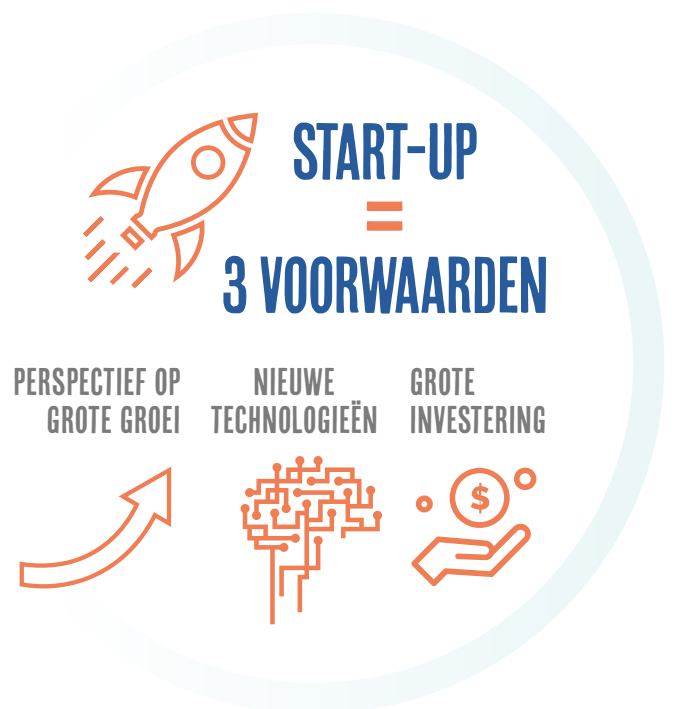 START-UP
=
3 VOORWAARDEN
PERSPECTIEF OP
GROTE GROEI
NIEUWE
TECHNOLOGIEËN
GROTE
INVESTERING
$